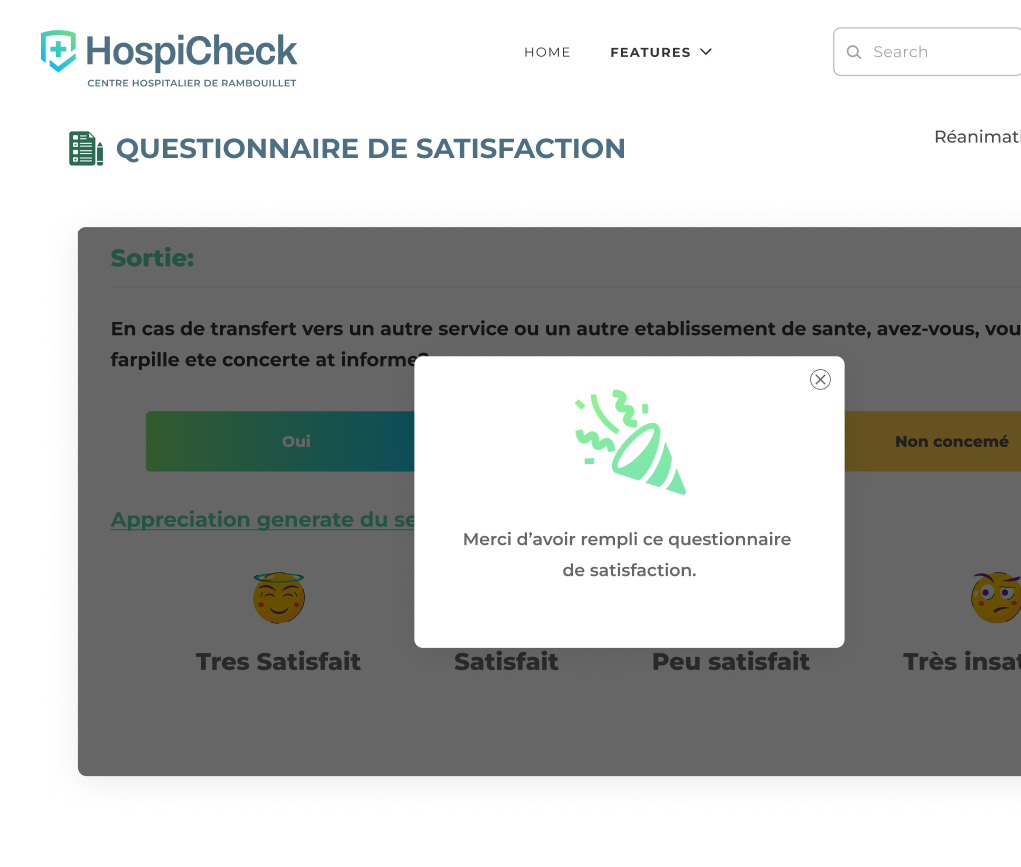 HospiCheck
CENTRE HOSPITALIER DE RAMBOUILLET
HOME
FEATURES
Search
QUESTIONNAIRE DE SATISFACTION
Réanimati
Sortie:
En cas de transfert vers un autre service ou un autre etablissement de sante, avez-vous, vou
farpille ete concerte at informe?
Oui
Non concemé
Appreciation generate du se
Merci d’avoir rempli ce questionnaire
de satisfaction.
Tres Satisfait
Satisfait
Peu satisfait
Très insat